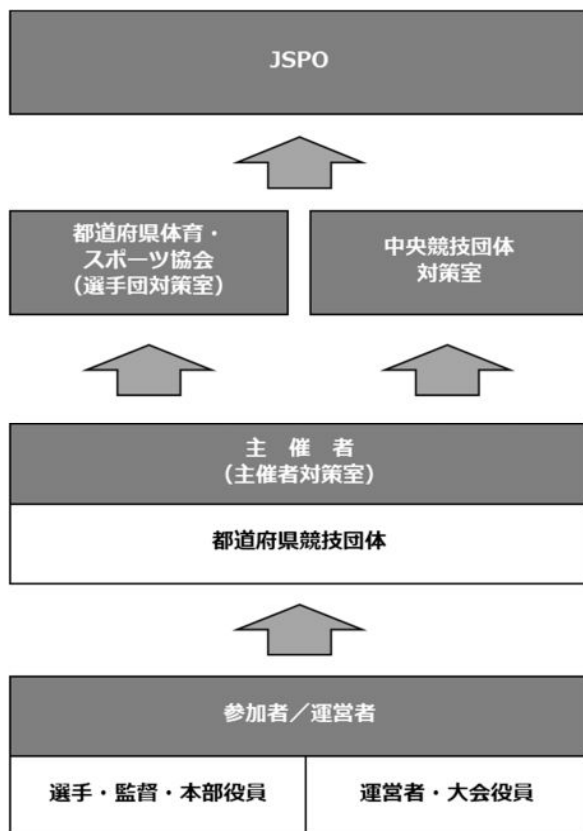 JSPO
都道府県体育・
スポーツ協会
（選手団対策室）
中央競技団体
対策室
主　催　者
（主催者対策室）
都道府県競技団体
参加者／運営者
選手・監督・本部役員
運営者・大会役員